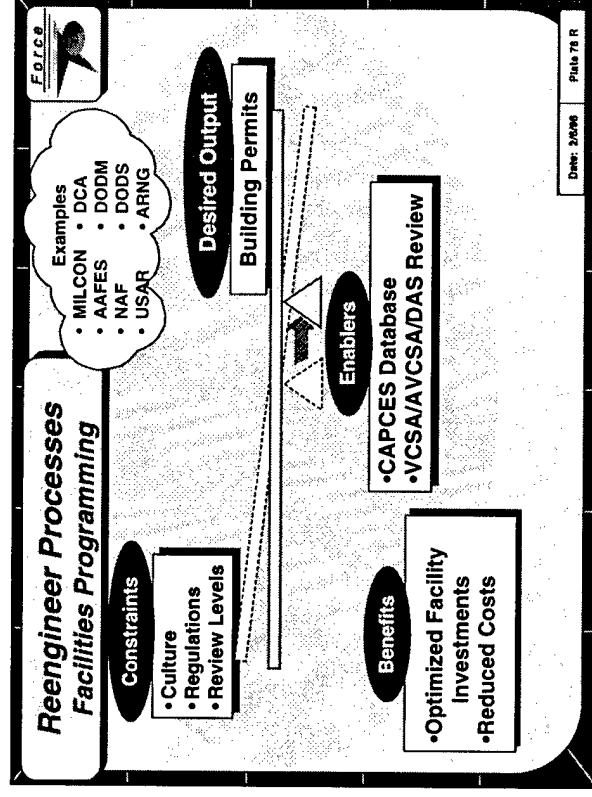 Reengineer Processes
Facilities Programming
Force
Examples
• MILCON • DCA
• AAFES • DODM
• NAF • DODS
• USAR • ARNG
Constraints
• Culture
• Regulations
• Review Levels
Desired Output
Building Permits
Enablers
•CAPCES Database
•VCSA/AVCSA/DAS Review
Benefits
•Optimized Facility
Investments
•Reduced Costs
Date: 2/6/96 Plate 78 R